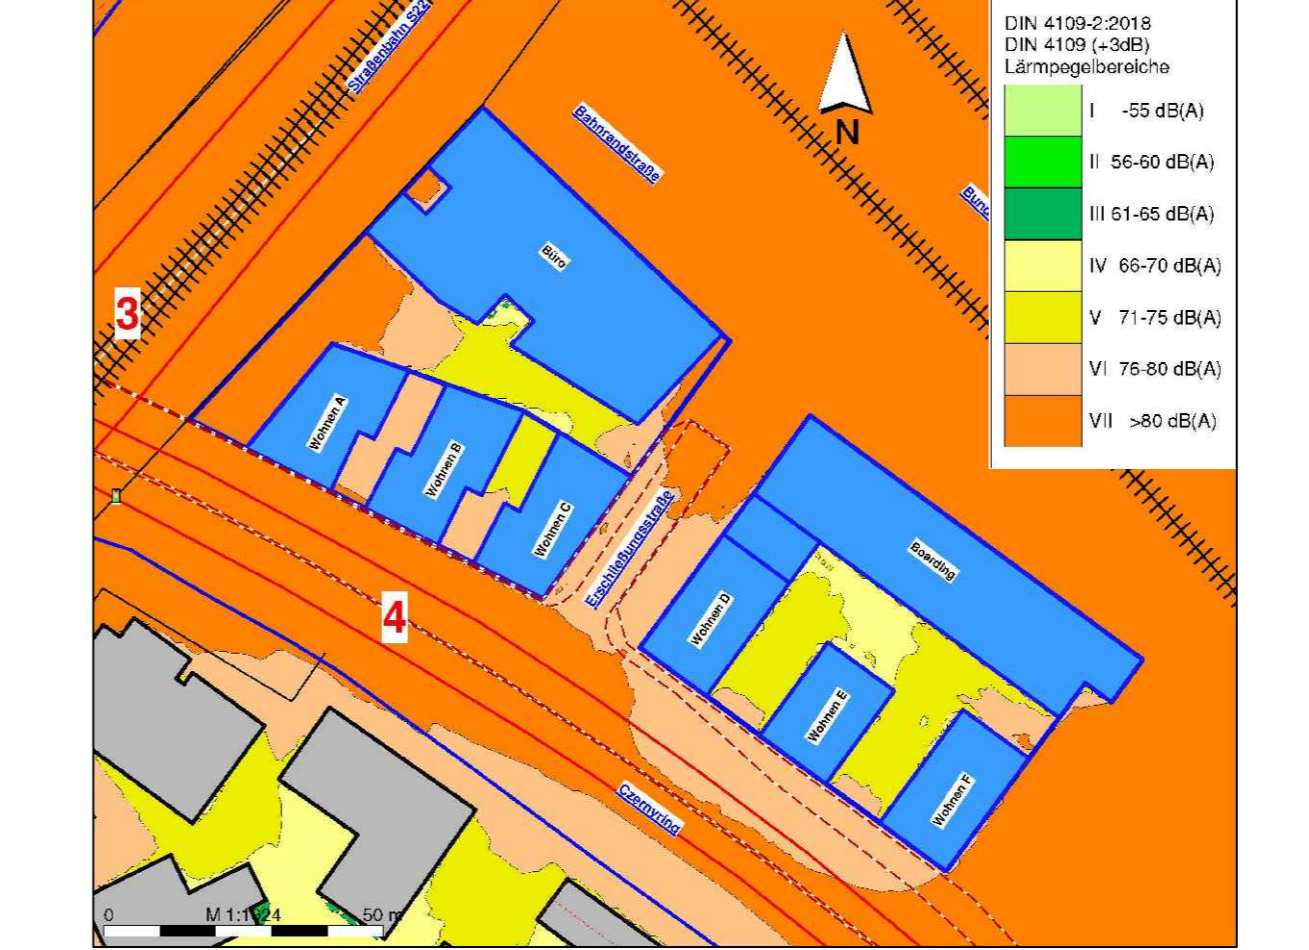 DIN 4109-2:2018
DIN 4109 (+3dB)
Lärmpegelbereiche
I -55 dB(A)
II 56-60 dB(A)
III 61-65 dB(A)
IV 66-70 dB(A)
V 71-75 dB(A)
VI 76-80 dB(A)
VII >80 dB(A)
N
Straßenbahn S22
Bahnrandstraße
Büro
3
Wohnen A
Wohnen B
Wohnen C
Erschließungsstraße
Boarding
Wohnen D
Wohnen E
Wohnen F
4
Czernyring
0 M 1:1924 50 m